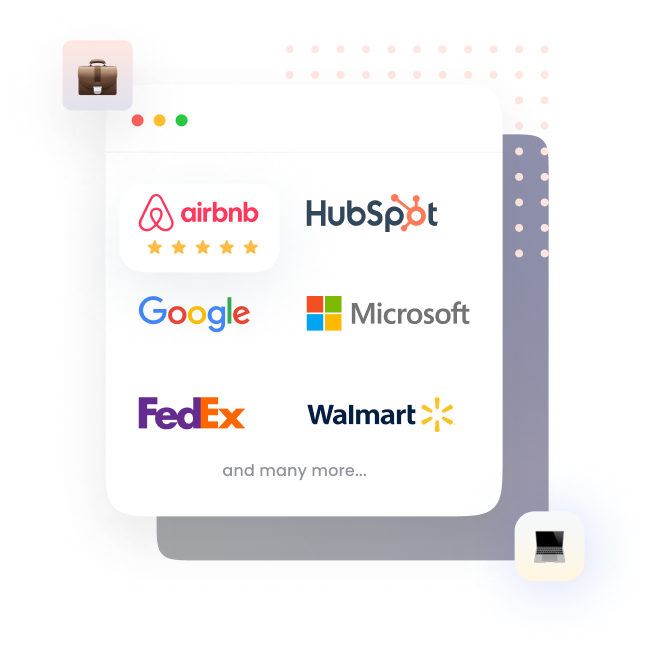 airbnb
HubSpot
Google
Microsoft
FedEx
Walmart
and many more...